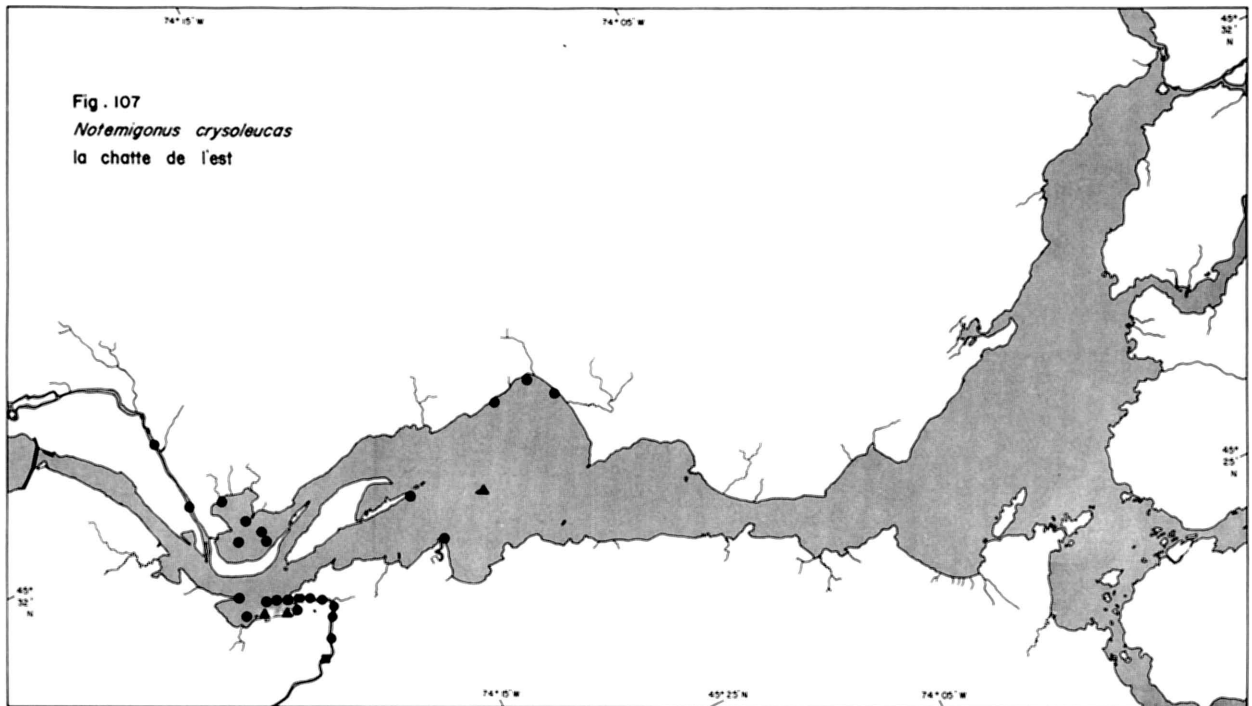 74° 15' W
74° 05' W
45°
32'
N
Fig. 107
Notemigonus crysoleucas
la chatte de l'est
45°
25'
N
45°
32'
N
74° 15' W
45° 25' N
74° 05' W